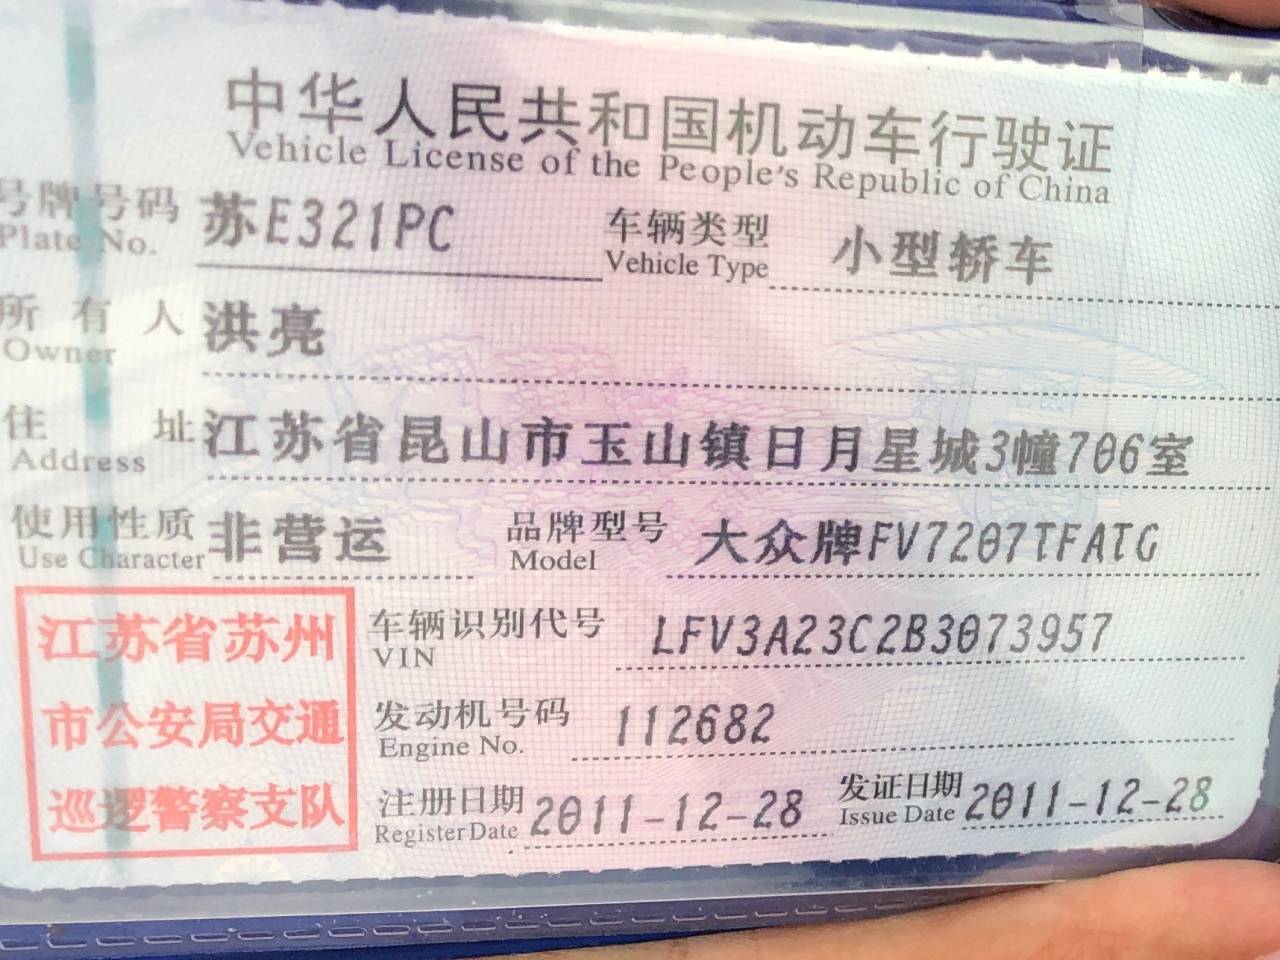 中华人民共和国机动车行驶证
Vehicle License of the People's Republic of China
号牌号码 苏E321PC 车辆类型 小型轿车
Plate No. Vehicle Type
所有人 洪亮
Owner
住址 江苏省昆山市玉山镇日月星城3幢706室
Address
使用性质 非营运 品牌型号 大众牌FV7207TFATG
Use Character Model
江苏省苏州
市公安局交通
巡逻警察支队
车辆识别代号 LFV3A23C2B3073957
VIN
发动机号码 112682
Engine No.
注册日期 2011-12-28 发证日期 2011-12-28
Register Date Issue Date